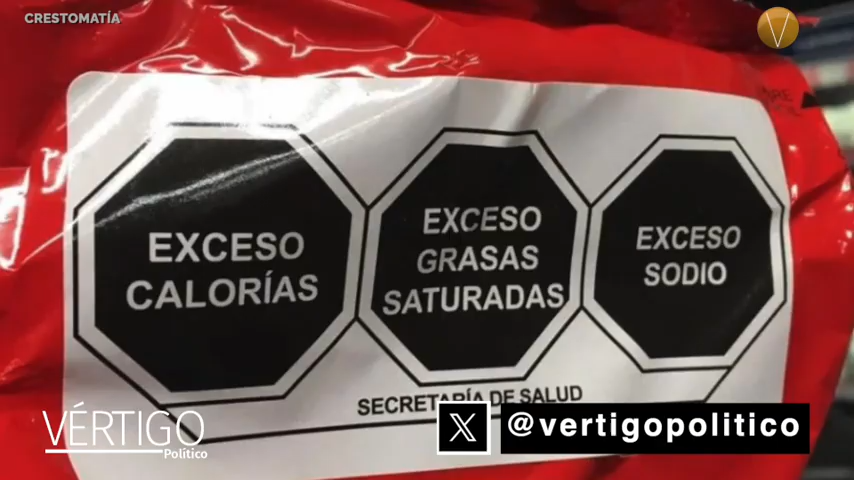 CRESTOMATÍA
V
EXCESO
CALORÍAS
EXCESO
GRASAS
SATURADAS
EXCESO
SODIO
SECRETARÍA DE SALUD
VÉRTIGO
Político
X
@vertigopolitico